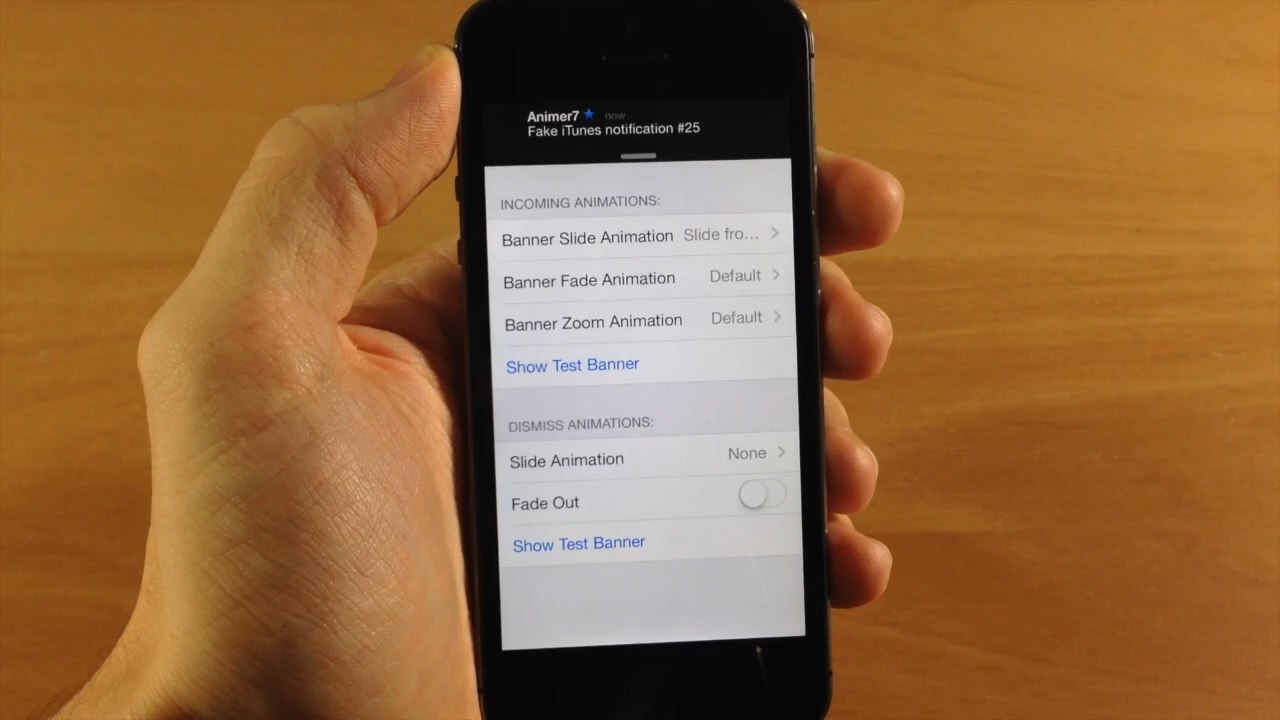 Animer7 ★ now
Fake iTunes notification #25
INCOMING ANIMATIONS:
Banner Slide Animation Slide fro...
Banner Fade Animation Default
Banner Zoom Animation Default
Show Test Banner
DISMISS ANIMATIONS:
Slide Animation None
Fade Out
Show Test Banner